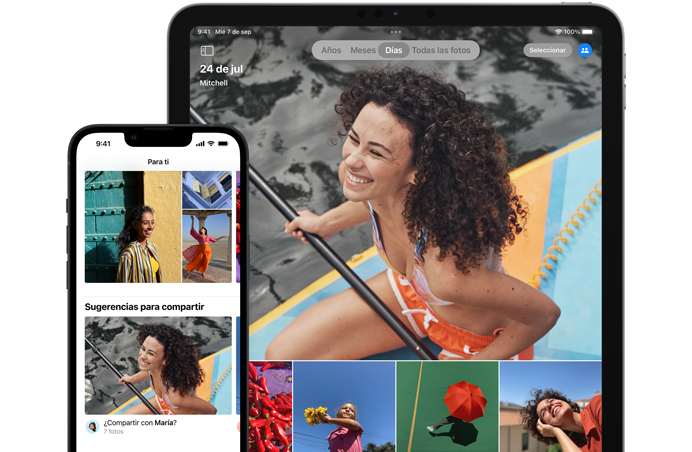 9:41 Mié 7 de sep
100%
Años Meses Días Todas las fotos
Seleccionar
24 de jul
Mitchell
9:41
Para ti
Sugerencias para compartir
¿Compartir con María?
7 fotos